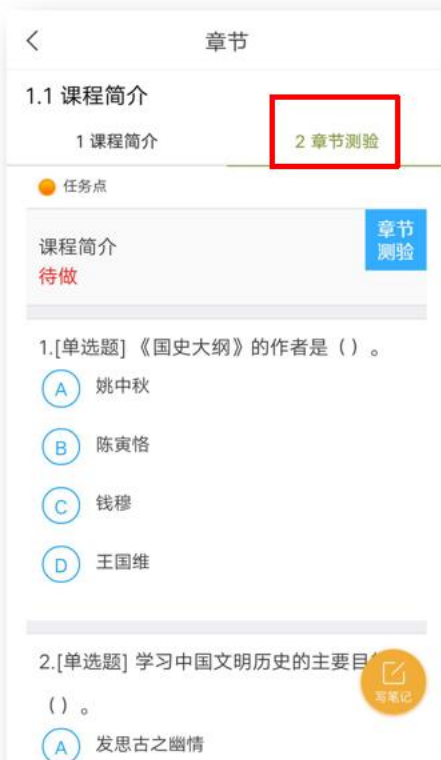 章节
1.1 课程简介
1 课程简介
2 章节测验
任务点
章节
测验
课程简介
待做
1.[单选题] 《国史大纲》的作者是（）。
A 姚中秋
B 陈寅恪
C 钱穆
D 王国维
2.[单选题] 学习中国文明历史的主要目
写笔记
（）。
A 发思古之幽情